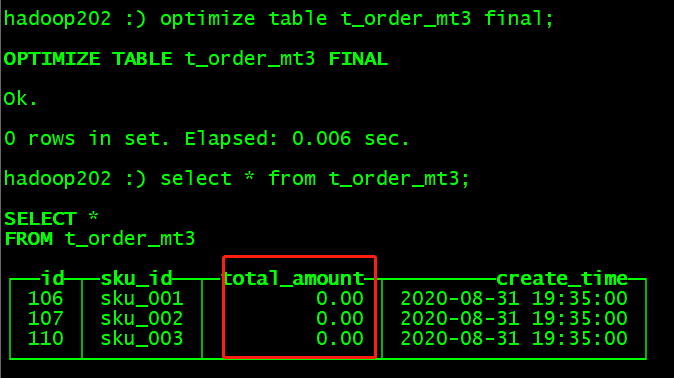 hadoop202 :) optimize table t_order_mt3 final;
OPTIMIZE TABLE t_order_mt3 FINAL
Ok.
0 rows in set. Elapsed: 0.006 sec.
hadoop202 :) select * from t_order_mt3;
SELECT *
FROM t_order_mt3
id sku_id total_amount create_time
106 sku_001 0.00 2020-08-31 19:35:00
107 sku_002 0.00 2020-08-31 19:35:00
110 sku_003 0.00 2020-08-31 19:35:00